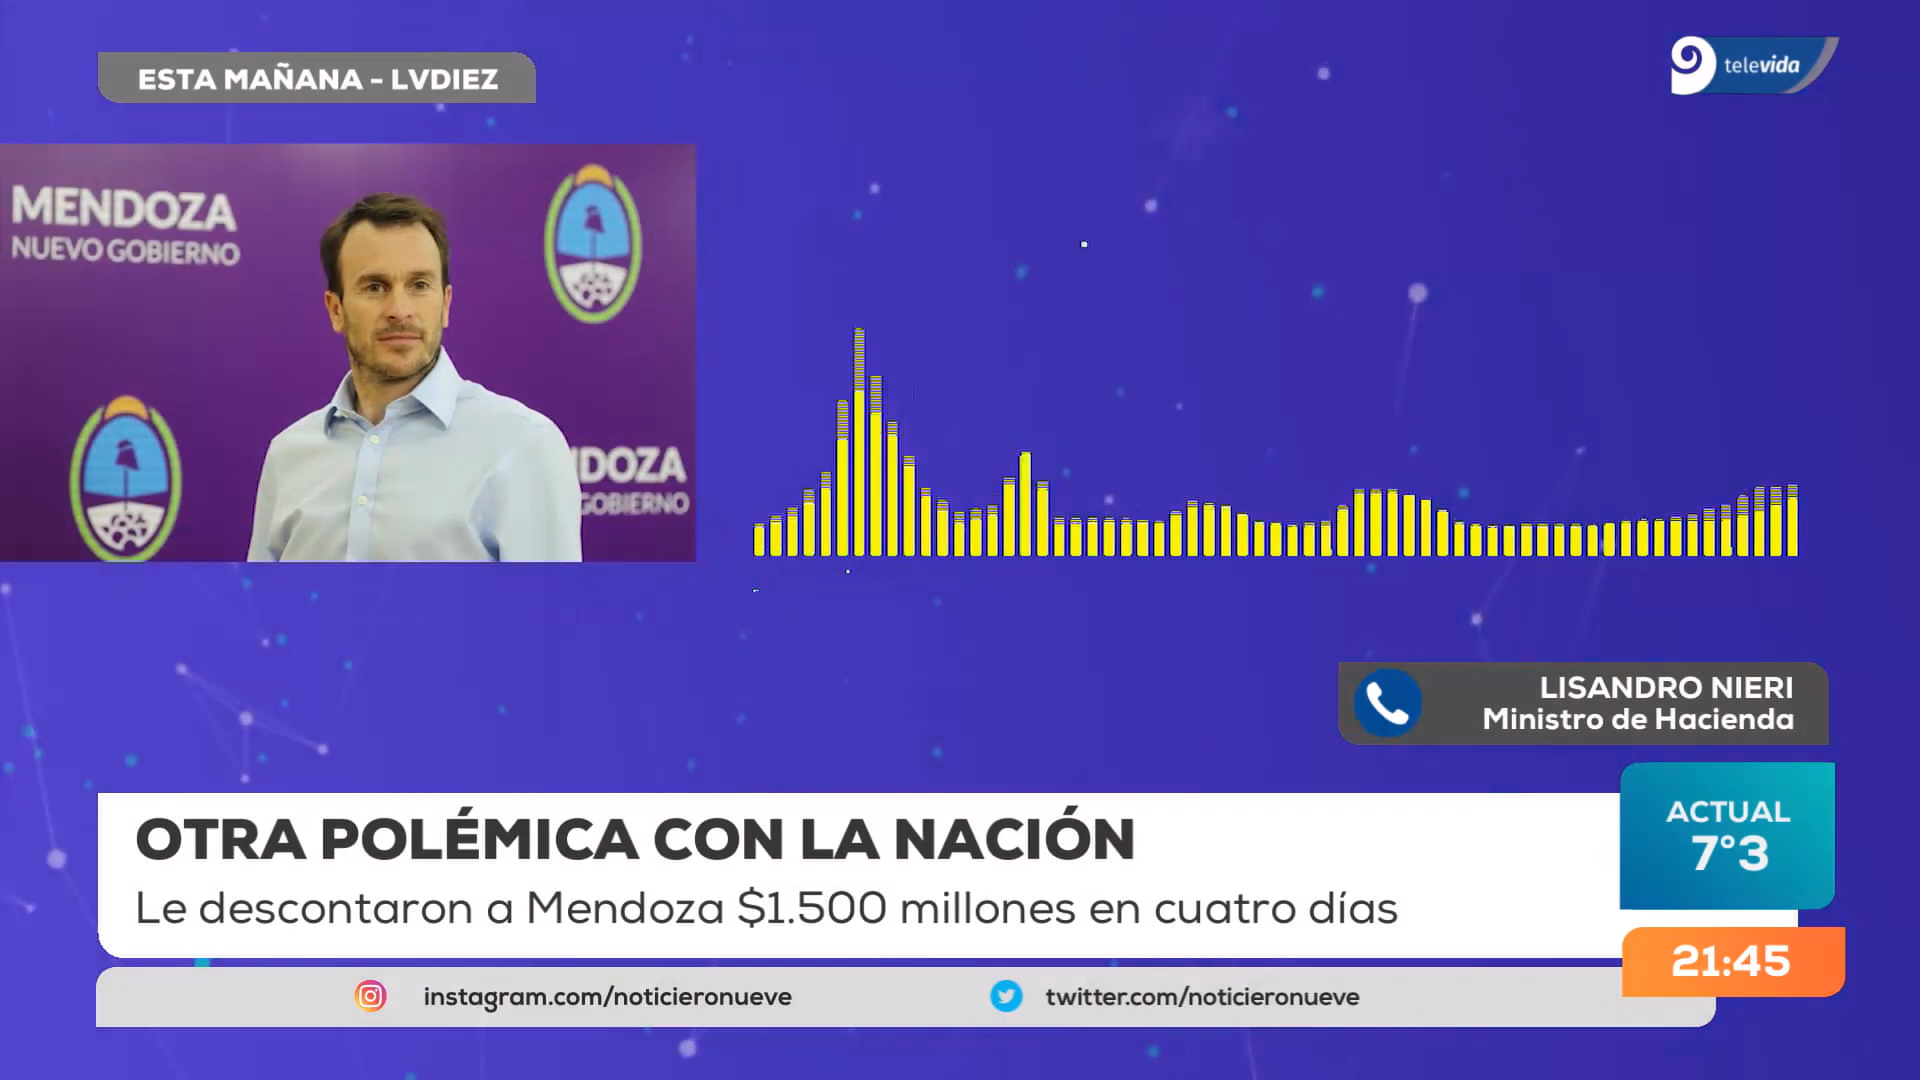 ESTA MAÑANA - LVDIEZ
9 televida
MENDOZA
NUEVO GOBIERNO
DOZA
GOBIERNO
LISANDRO NIERI
Ministro de Hacienda
ACTUAL
7°3
OTRA POLÉMICA CON LA NACIÓN
Le descontaron a Mendoza $1.500 millones en cuatro días
21:45
instagram.com/noticieronueve
twitter.com/noticieronueve